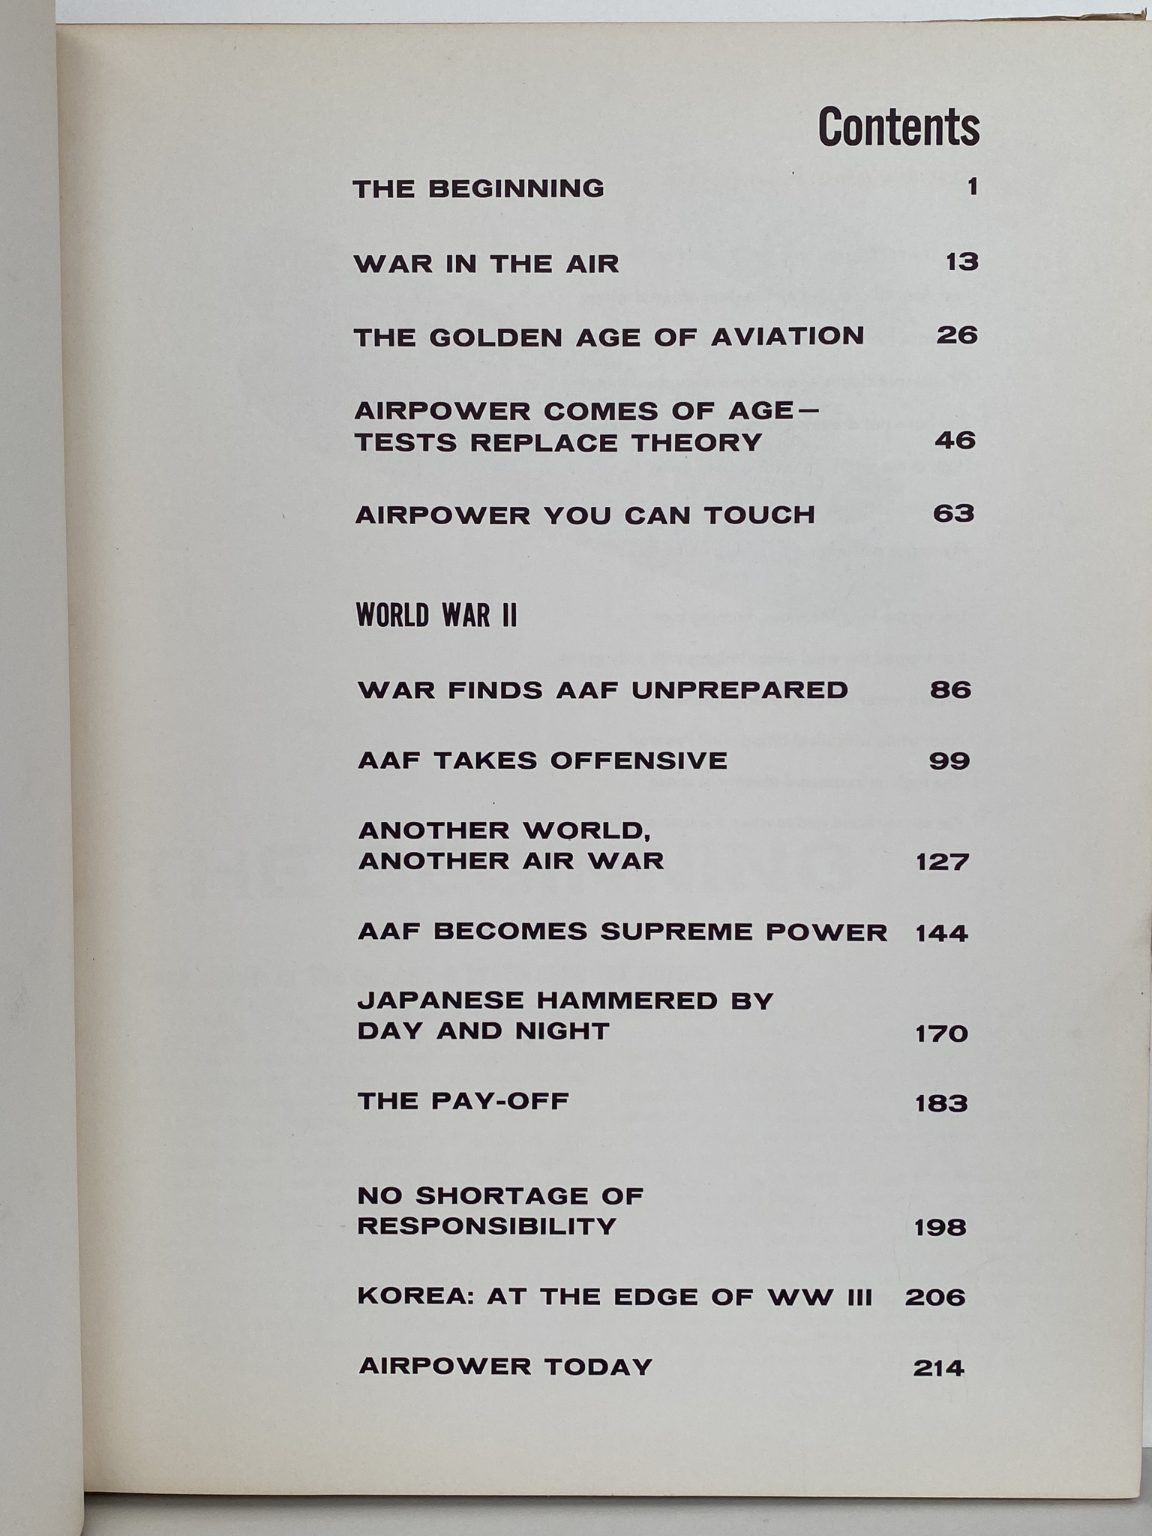 Contents
THE BEGINNING 1
WAR IN THE AIR 13
THE GOLDEN AGE OF AVIATION 26
AIRPOWER COMES OF AGE—
TESTS REPLACE THEORY 46
AIRPOWER YOU CAN TOUCH 63
WORLD WAR II
WAR FINDS AAF UNPREPARED 86
AAF TAKES OFFENSIVE 99
ANOTHER WORLD,
ANOTHER AIR WAR 127
AAF BECOMES SUPREME POWER 144
JAPANESE HAMMERED BY
DAY AND NIGHT 170
THE PAY-OFF 183
NO SHORTAGE OF
RESPONSIBILITY 198
KOREA: AT THE EDGE OF WW III 206
AIRPOWER TODAY 214